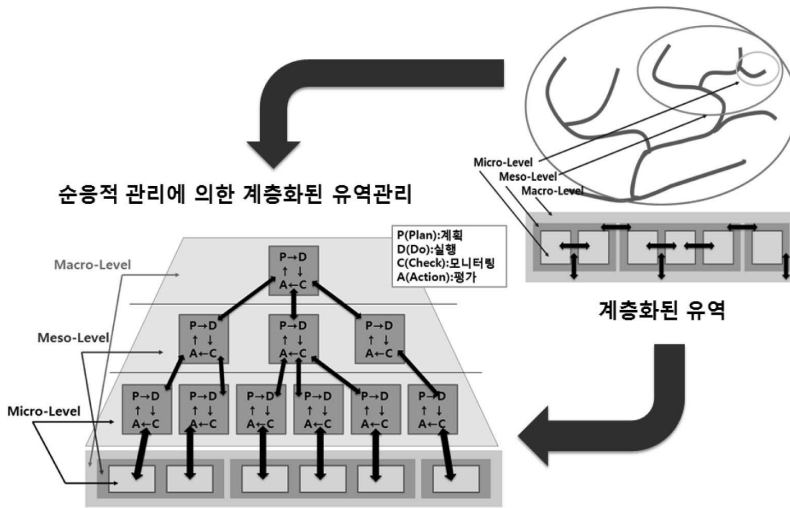 Micro-Level
Meso-Level
Macro-Level
계층화된 유역
순응적 관리에 의한 계층화된 유역관리
P(Plan):계획
D(Do):실행
C(Check):모니터링
A(Action):평가
Macro-Level
P→D
↑ ↓
A←C
Meso-Level
P→D P→D P→D
↑ ↓ ↑ ↓ ↑ ↓
A←C A←C A←C
Micro-Level
P→D P→D P→D P→D P→D P→D
↑ ↓ ↑ ↓ ↑ ↓ ↑ ↓ ↑ ↓ ↑ ↓
A←C A←C A←C A←C A←C A←C